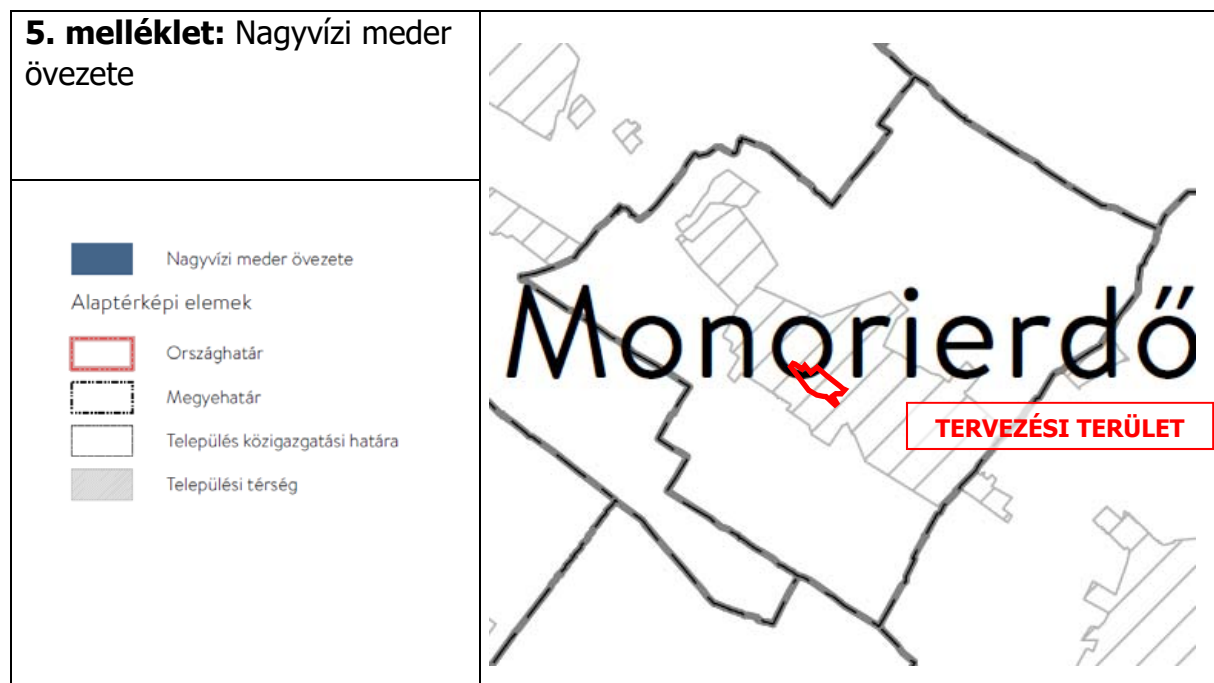 5. melléklet: Nagyvízi meder
övezete
Nagyvízi meder övezete
Alaptérképi elemek
Országhatár
Megyehatár
Település közigazgatási határa
Települési térség
Monorierdő
TERVEZÉSI TERÜLET